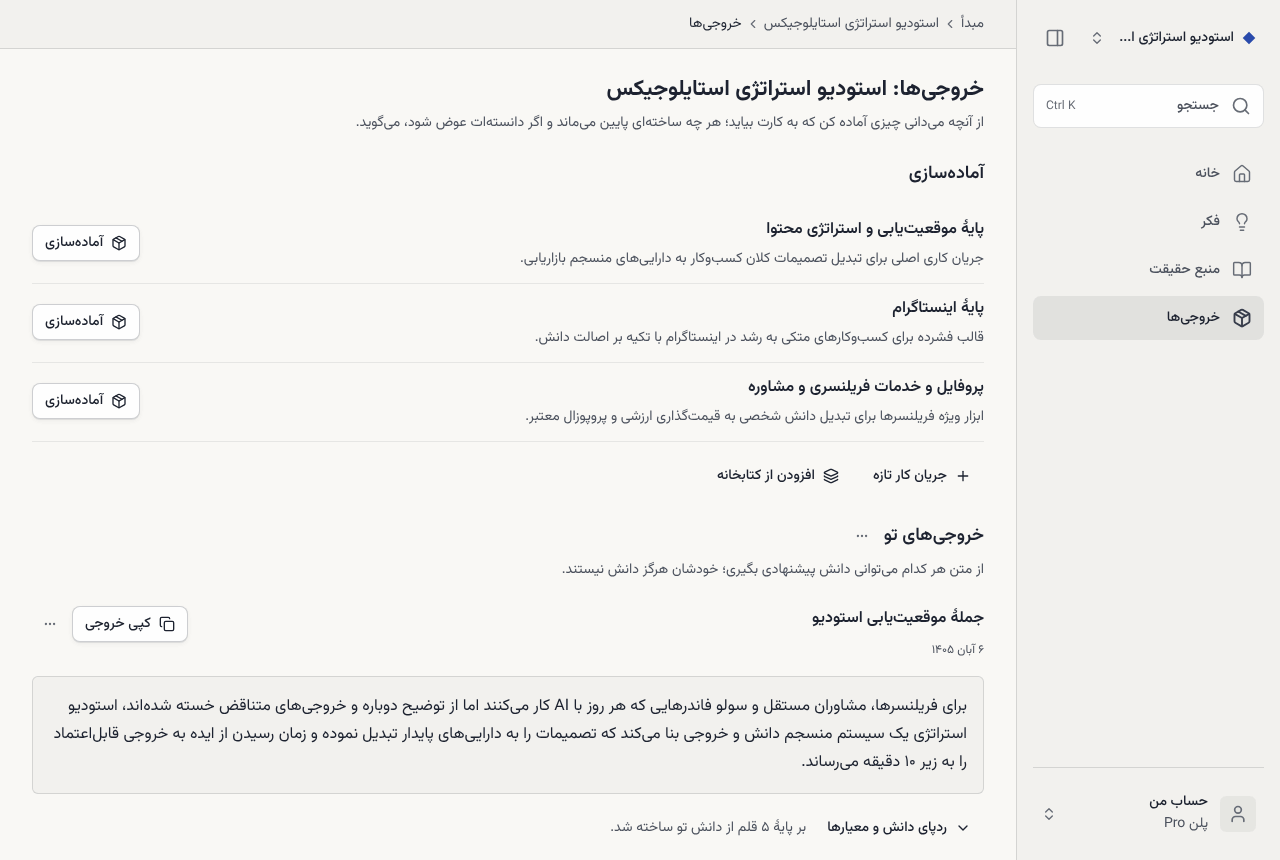 استودیو استراتژی ا...
جستجو
Ctrl K
خانه
فکر
منبع حقیقت
خروجی‌ها
حساب من
پلن Pro
مبدأ
استودیو استراتژی استایلوجیکس
خروجی‌ها
خروجی‌ها: استودیو استراتژی استایلوجیکس
از آنچه می‌دانی چیزی آماده کن که به کارت بیاید؛ هر چه ساخته‌ای پایین می‌ماند و اگر دانسته‌ات عوض شود، می‌گوید.
آماده‌سازی
پایهٔ موقعیت‌یابی و استراتژی محتوا
جریان کاری اصلی برای تبدیل تصمیمات کلان کسب‌وکار به دارایی‌های منسجم بازاریابی.
آماده‌سازی
پایهٔ اینستاگرام
قالب فشرده برای کسب‌وکارهای متکی به رشد در اینستاگرام با تکیه بر اصالت دانش.
آماده‌سازی
پروفایل و خدمات فریلنسری و مشاوره
ابزار ویژه فریلنسرها برای تبدیل دانش شخصی به قیمت‌گذاری ارزشی و پروپوزال معتبر.
آماده‌سازی
جریان کار تازه
افزودن از کتابخانه
خروجی‌های تو
از متن هر کدام می‌توانی دانش پیشنهادی بگیری؛ خودشان هرگز دانش نیستند.
جملهٔ موقعیت‌یابی استودیو
۶ آبان ۱۴۰۵
کپی خروجی
برای فریلنسرها، مشاوران مستقل و سولو فاندرهایی که هر روز با AI کار می‌کنند اما از توضیح دوباره و خروجی‌های متناقض خسته شده‌اند، استودیو
استراتژی یک سیستم منسجم دانش و خروجی بنا می‌کند که تصمیمات را به دارایی‌های پایدار تبدیل نموده و زمان رسیدن از ایده به خروجی قابل‌اعتماد
را به زیر ۱۰ دقیقه می‌رساند.
ردپای دانش و معیارها
بر پایهٔ ۵ قلم از دانش تو ساخته شد.